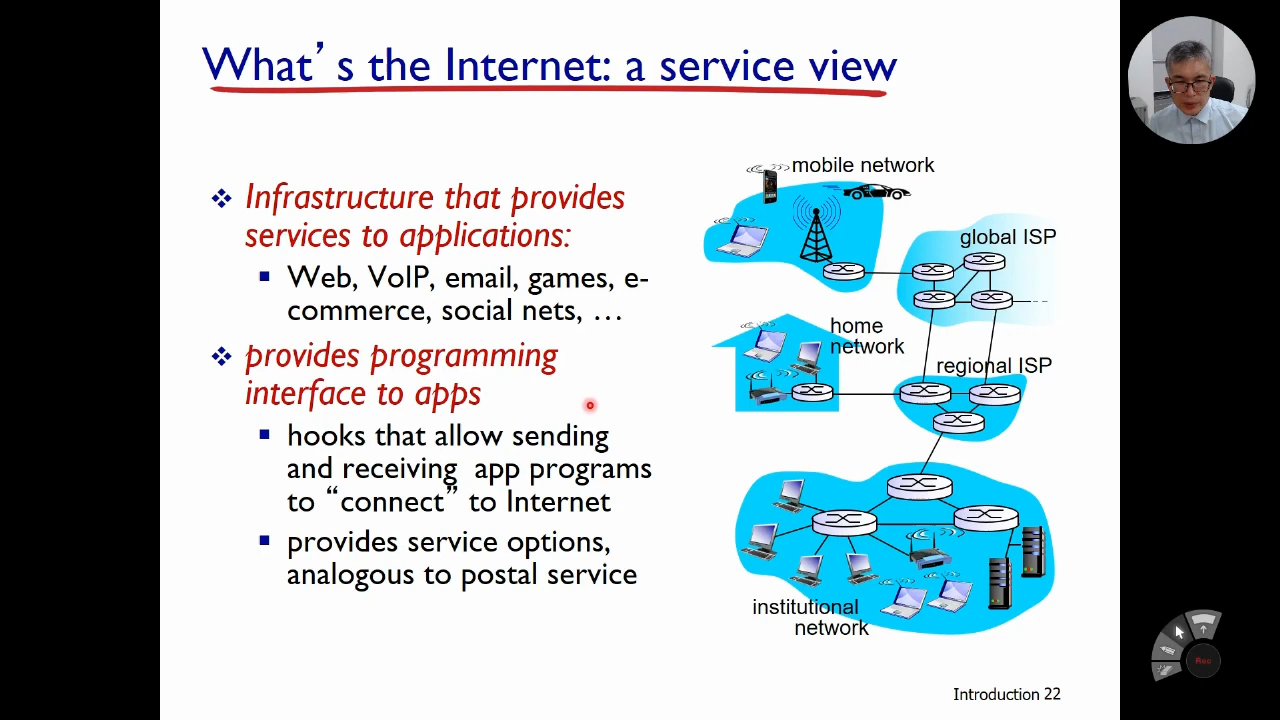 What's the Internet: a service view
Infrastructure that provides
services to applications:
Web, VoIP, email, games, e-
commerce, social nets, …
provides programming
interface to apps
hooks that allow sending
and receiving app programs
to “connect” to Internet
provides service options,
analogous to postal service
mobile network
global ISP
home
network
regional ISP
institutional
network
Rec
Introduction 22